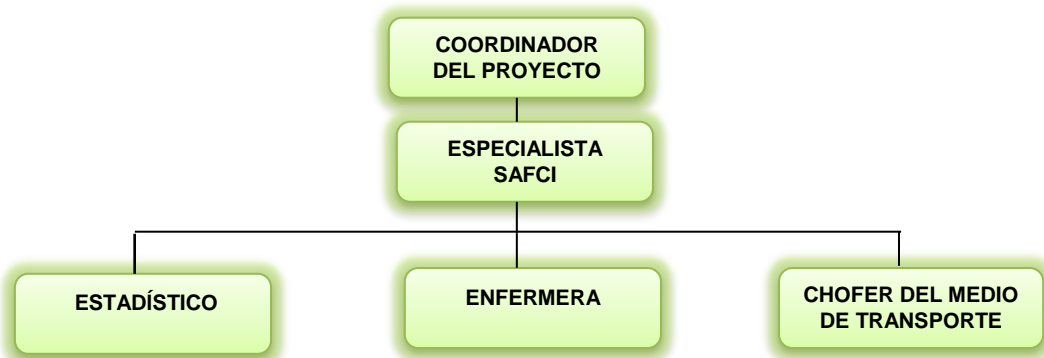 COORDINADOR
DEL PROYECTO
ESPECIALISTA
SAFCI
ESTADÍSTICO
ENFERMERA
CHOFER DEL MEDIO
DE TRANSPORTE